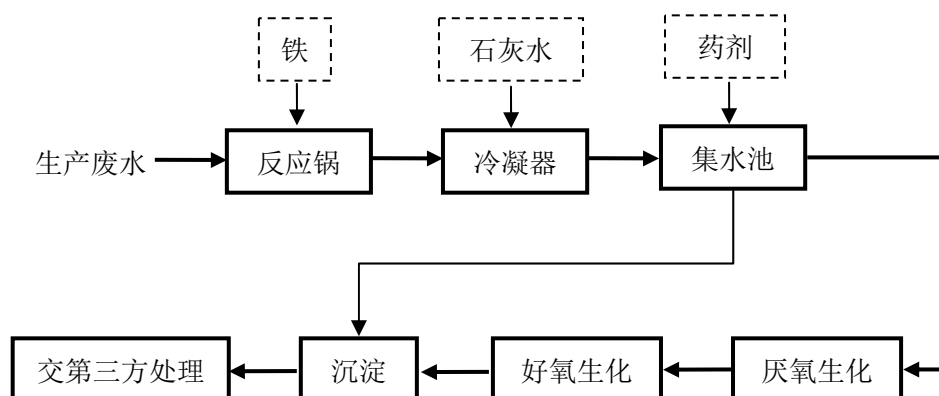 铁
石灰水
药剂
生产废水
反应锅
冷凝器
集水池
交第三方处理
沉淀
好氧生化
厌氧生化